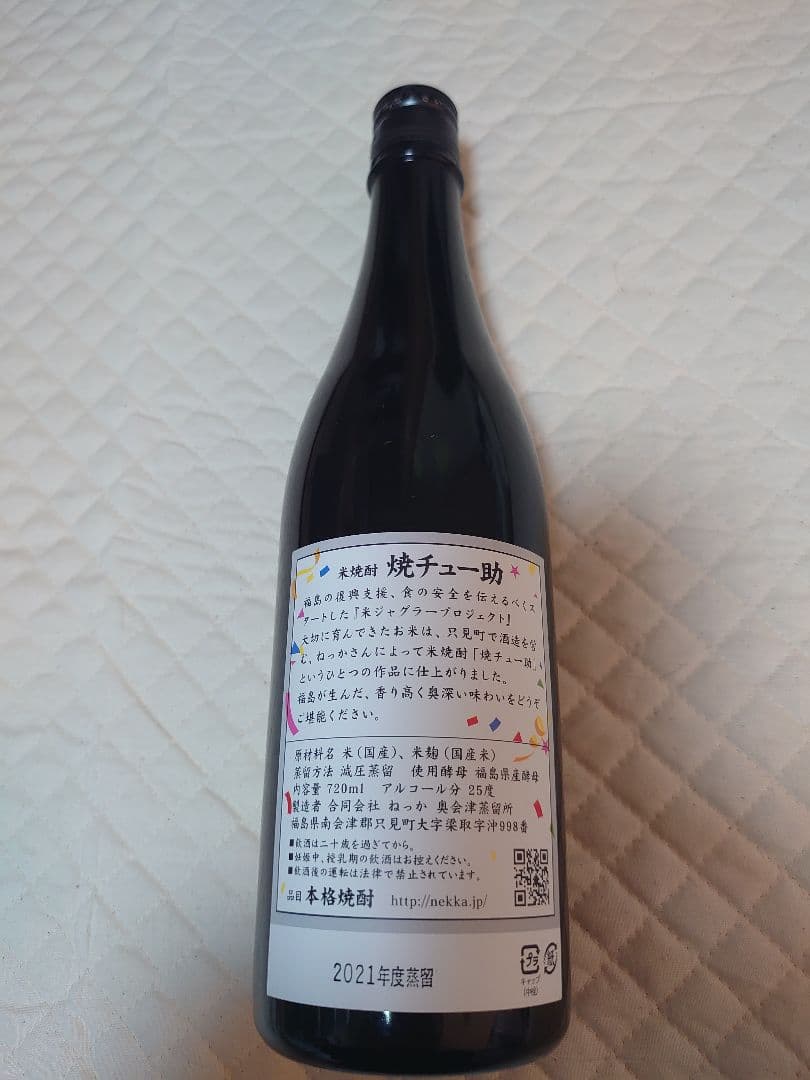 米焼酎 焼チュー助
福島の復興支援、食の安全を伝えるべくス
タートした『米ジャグラープロジェクト』
大切に育んできたお米は、只見町で酒造を営
む、ねっかさんによって米焼酎「焼チュー助」
というひとつの作品に仕上がりました。
福島が生んだ、香り高く奥深い味わいをどうぞ
ご堪能ください。
原材料名 米(国産)、米麹(国産米)
蒸留方法 減圧蒸留 使用酵母 福島県産酵母
内容量 720ml アルコール分 25度
製造者 合同会社 ねっか 奥会津蒸留所
福島県南会津郡只見町大字梁取字沖998番
■飲酒は二十歳を過ぎてから。
■妊娠中、授乳期の飲酒はお控えください。
■飲酒後の運転は法律で禁止されています。
品目 本格焼酎 http://nekka.jp/
2021年度蒸留
プラ 紙
キャップ
(中栓)